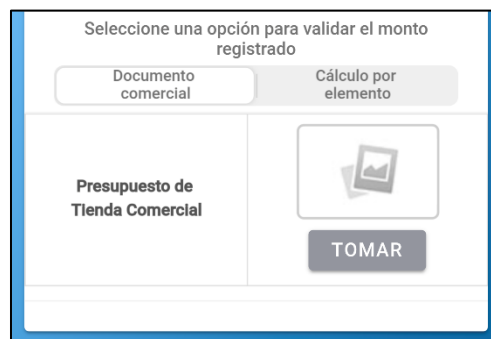 Seleccione una opción para validar el monto
registrado
Documento
comercial
Cálculo por
elemento
Presupuesto de
Tienda Comercial
TOMAR